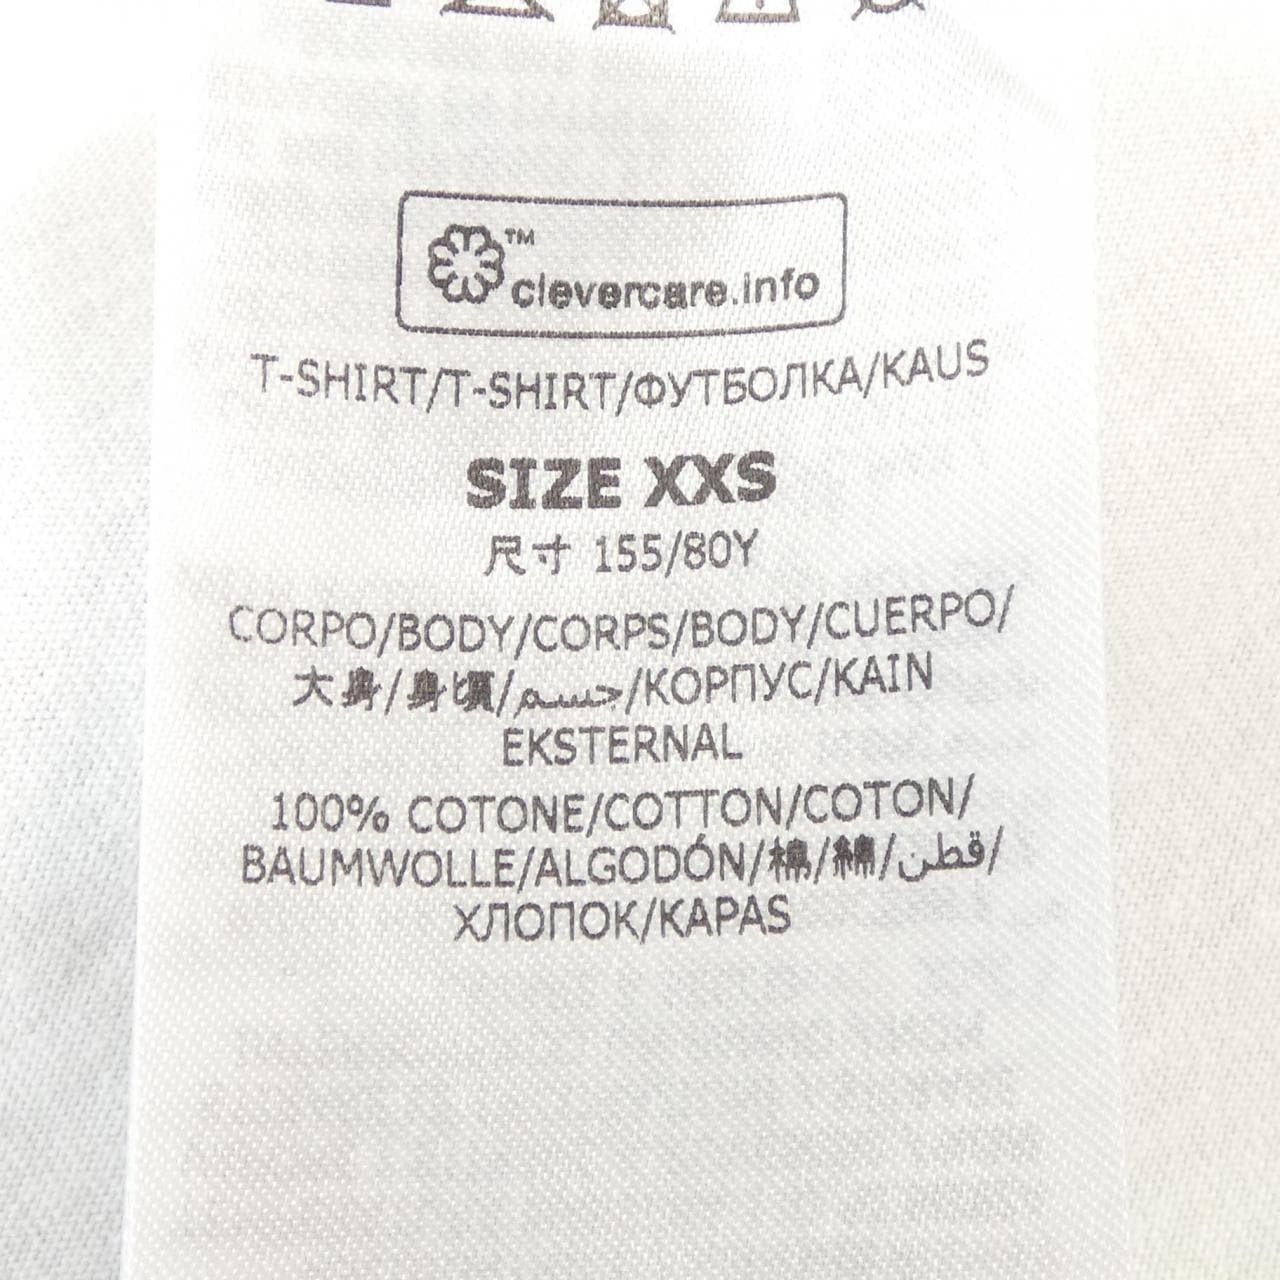 ™
clevercare.info
T-SHIRT/T-SHIRT/ФУТБОЛКА/KAUS
SIZE XXS
尺寸 155/80Y
CORPO/BODY/CORPS/BODY/CUERPO/
大身/身頃/جسم/КОРПУС/KAIN
EKSTERNAL
100% COTONE/COTTON/COTON/
BAUMWOLLE/ALGODÓN/棉/綿/قطن/
ХЛОПОК/KAPAS